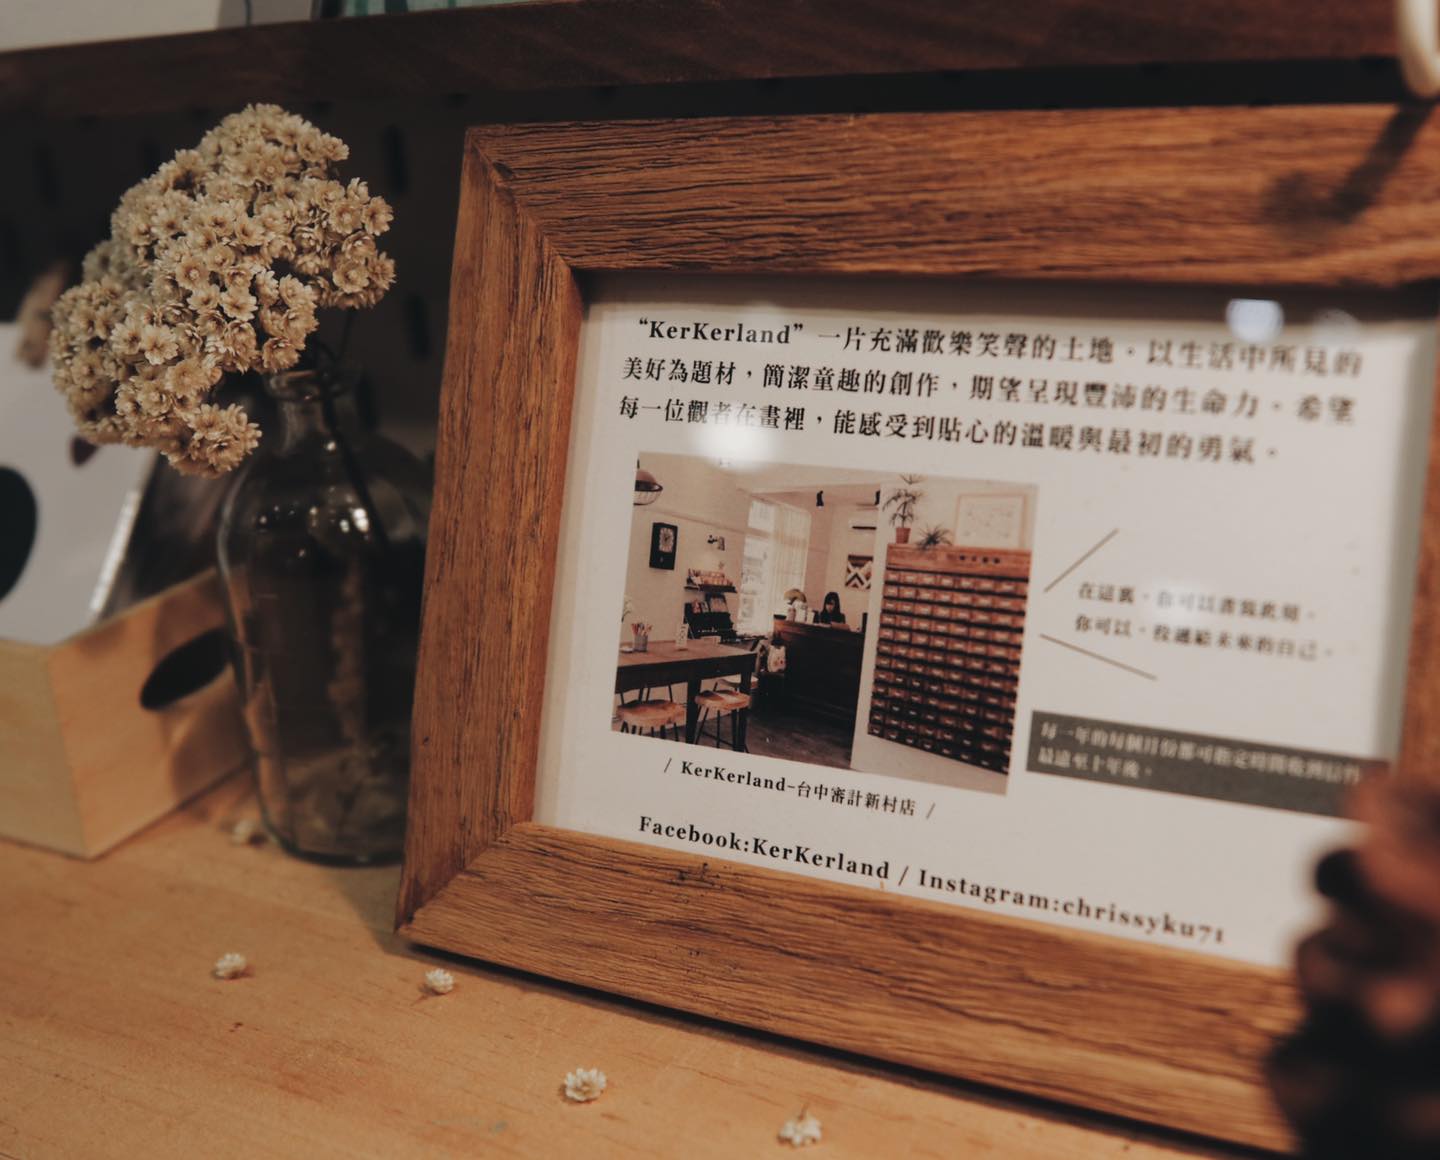 “KerKerland”一片充滿歡樂笑聲的土地。以生活中所見的
美好為題材，簡潔童趣的創作，期望呈現豐沛的生命力。希望
每一位觀者在畫裡，能感受到貼心的溫暖與最初的勇氣。
在這裏，你可以書寫此刻。
你可以，投遞給未來的自己。
每一年的每個月份都可指定時間收到信件
最遠至十年後。
/ KerKerland-台中審計新村店 /
Facebook:KerKerland / Instagram:chrissyku71